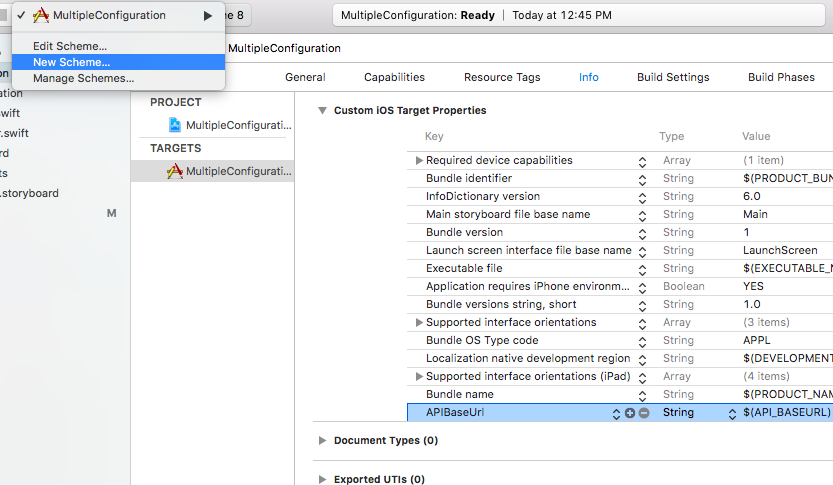 ✓ MultipleConfiguration
ne 8
MultipleConfiguration: Ready | Today at 12:45 PM
Edit Scheme...
New Scheme...
Manage Schemes...
MultipleConfiguration
on
ration
swift
r.swift
rd
ts
.storyboard
M
General Capabilities Resource Tags Info Build Settings Build Phases
PROJECT
MultipleConfigurati...
TARGETS
MultipleConfigurati...
Custom iOS Target Properties
Key Type Value
Required device capabilities Array (1 item)
Bundle identifier String $(PRODUCT_BUN
InfoDictionary version String 6.0
Main storyboard file base name String Main
Bundle version String 1
Launch screen interface file base name String LaunchScreen
Executable file String $(EXECUTABLE_N
Application requires iPhone environm... Boolean YES
Bundle versions string, short String 1.0
Supported interface orientations Array (3 items)
Bundle OS Type code String APPL
Localization native development region String $(DEVELOPMENT
Supported interface orientations (iPad) Array (4 items)
Bundle name String $(PRODUCT_NAM
APIBaseUrl String $(API_BASEURL)
Document Types (0)
Exported UTIs (0)